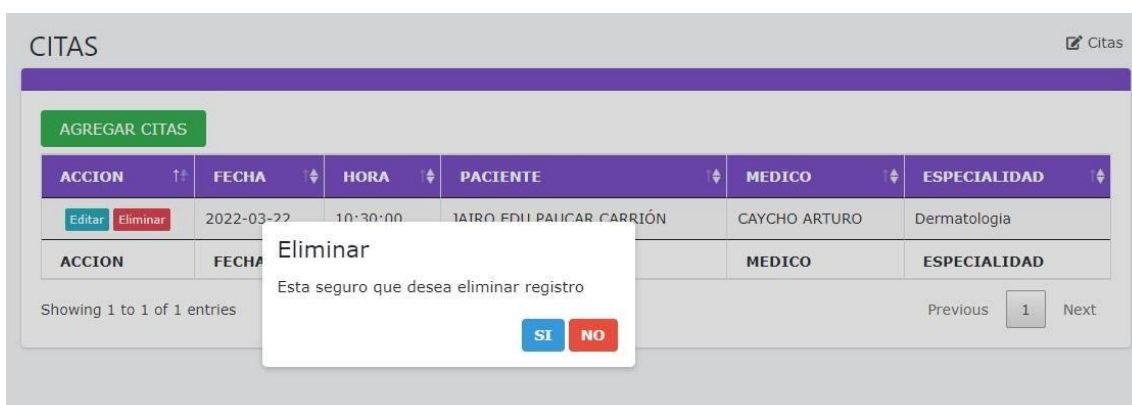 CITAS
Citas
AGREGAR CITAS
ACCION FECHA HORA PACIENTE MEDICO ESPECIALIDAD
Editar Eliminar 2022-03-22 10:30:00 JAIRO EDU PAUCAR CARRIÓN CAYCHO ARTURO Dermatologia
ACCION FECHA MEDICO ESPECIALIDAD
Eliminar
Esta seguro que desea eliminar registro
SI NO
Showing 1 to 1 of 1 entries Previous 1 Next